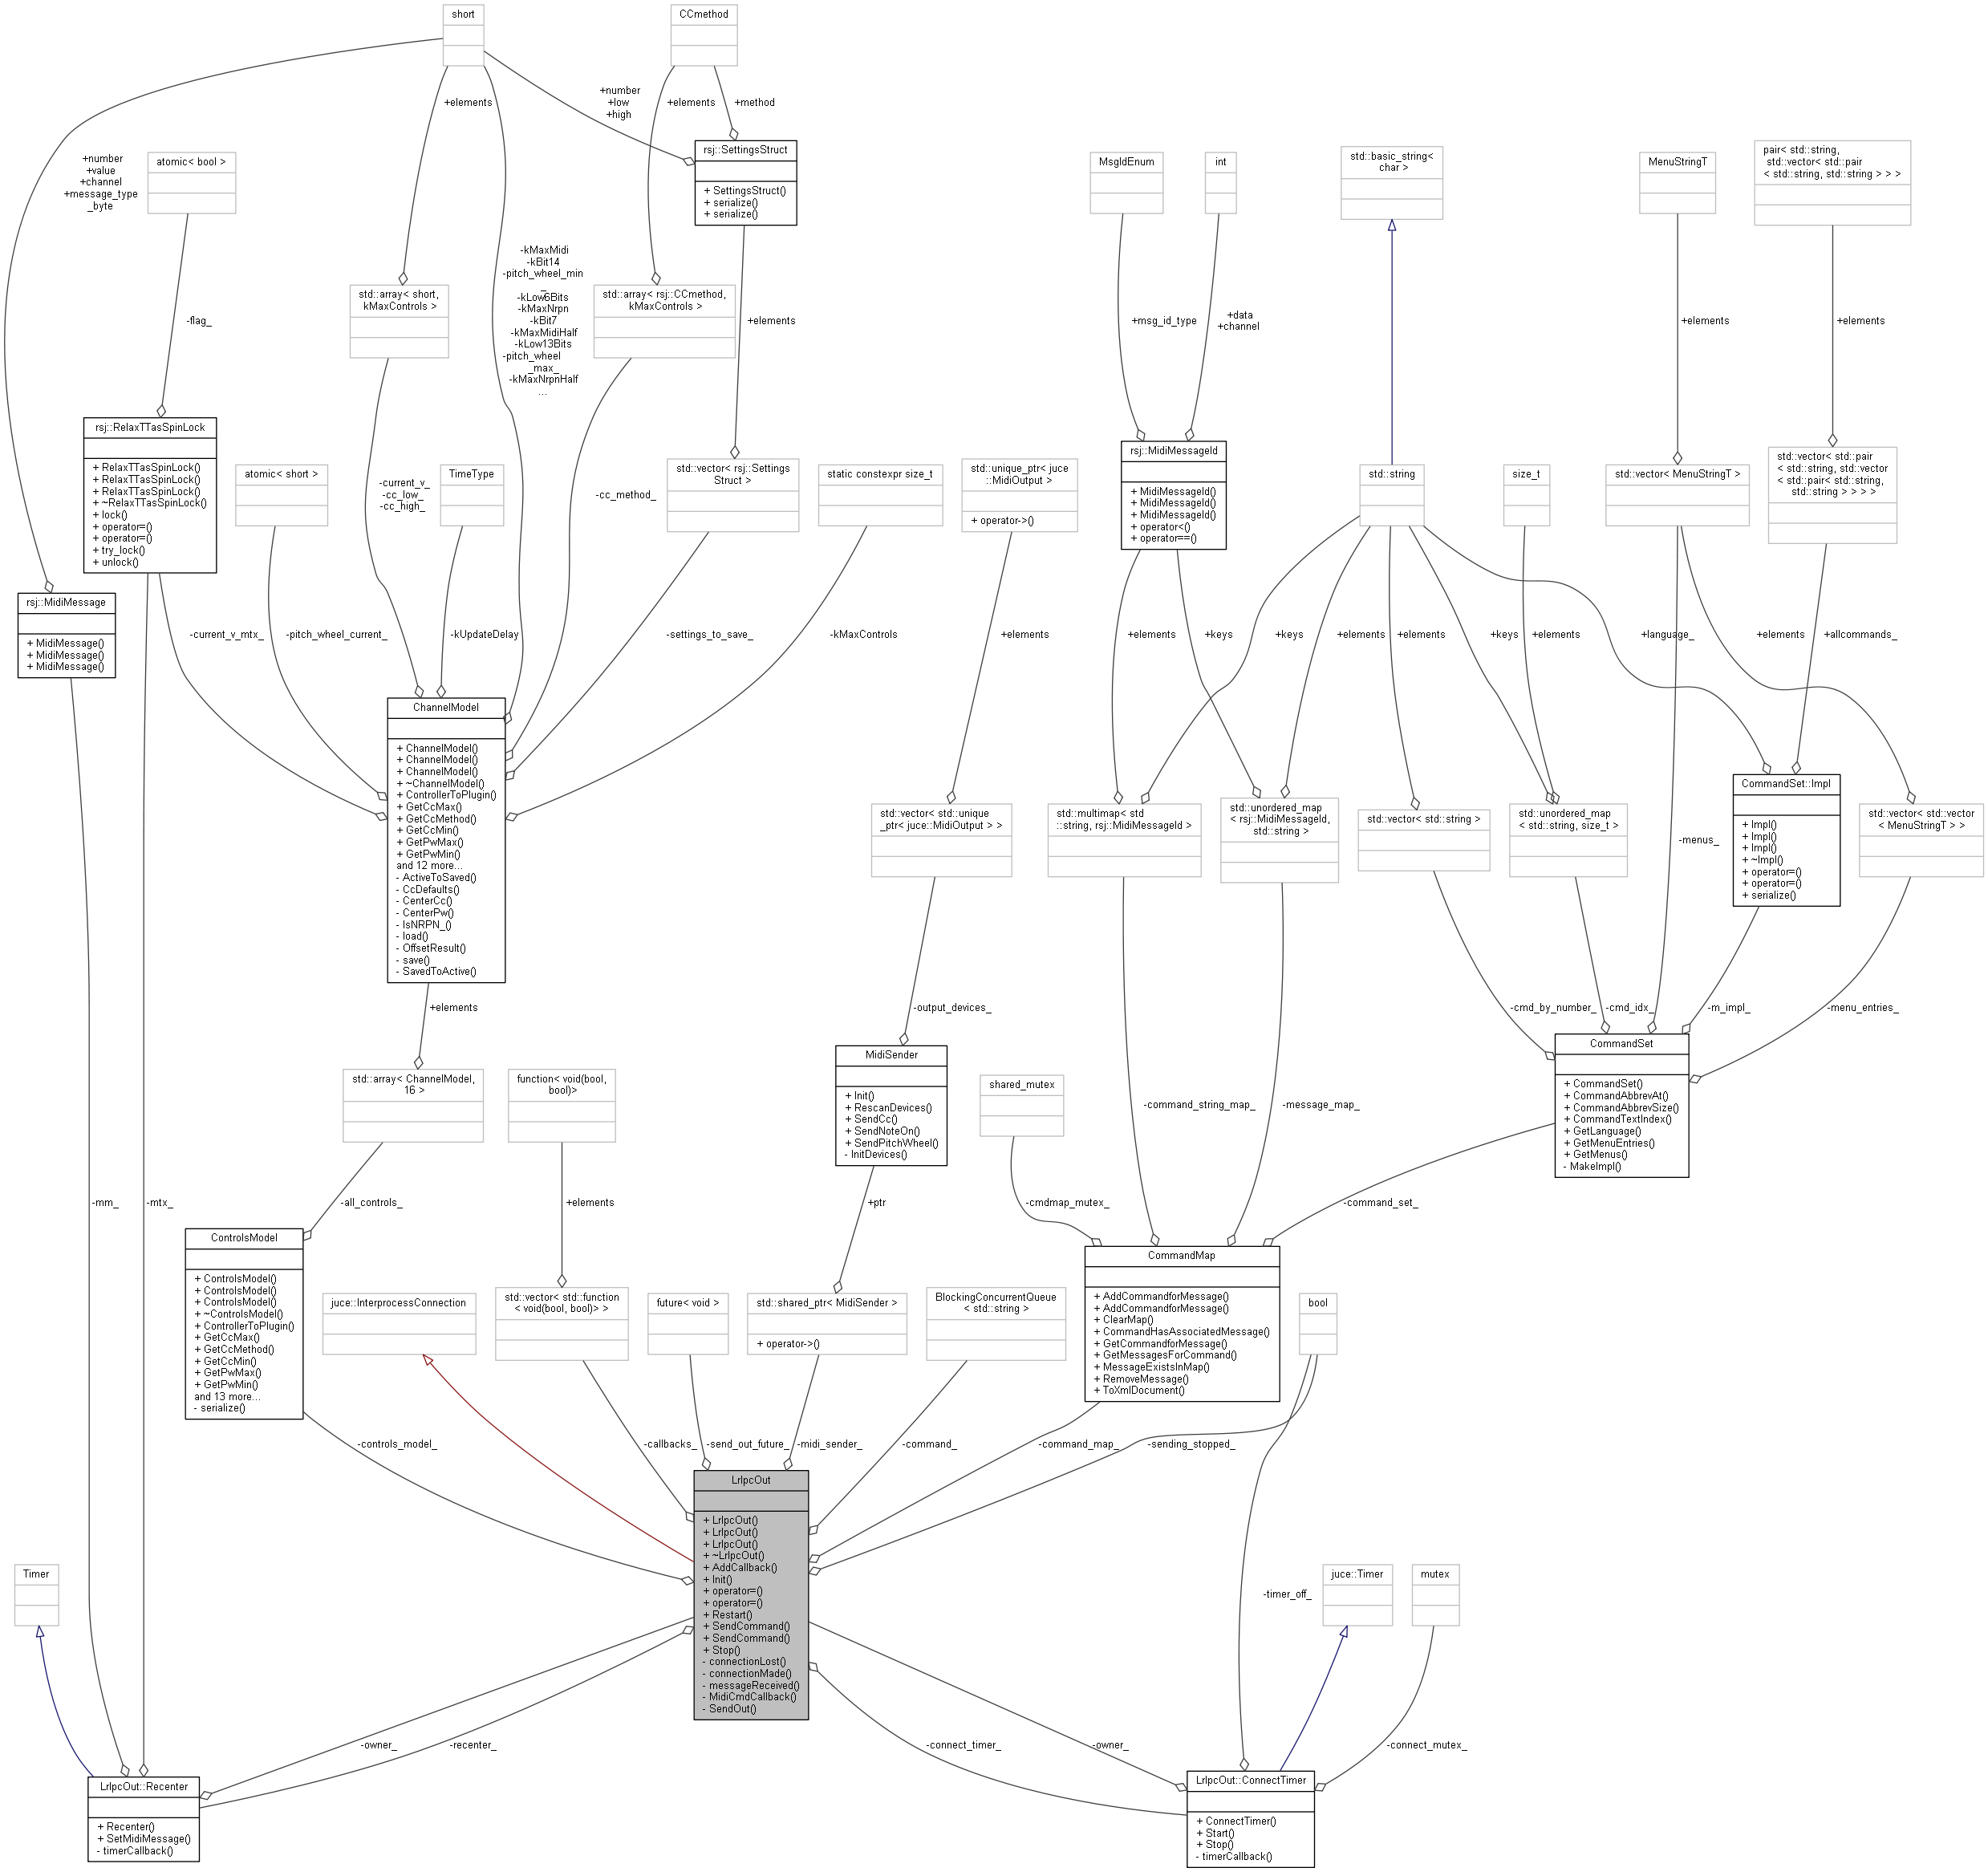 short
CCmethod
+number
+low
+high
+elements
+elements
+method
rsj::SettingsStruct
+ SettingsStruct()
+ serialize()
+ serialize()
+number
+value
+channel
+message_type
_byte
atomic< bool >
MsgIdEnum
int
std::basic_string<
char >
MenuStringT
pair< std::string,
std::vector< std::pair
< std::string, std::string > > >
-kMaxMidi
-kBit14
-pitch_wheel_min
_
-kLow6Bits
-kMaxNrpn
-kBit7
-kMaxMidiHalf
-kLow13Bits
-pitch_wheel
_max_
-kMaxNrpnHalf
...
std::array< short,
kMaxControls >
std::array< rsj::CCmethod,
kMaxControls >
-flag_
+elements
+msg_id_type
+data
+channel
+elements
+elements
rsj::RelaxTTasSpinLock
+ RelaxTTasSpinLock()
+ RelaxTTasSpinLock()
+ RelaxTTasSpinLock()
+ ~RelaxTTasSpinLock()
+ lock()
+ operator=()
+ operator=()
+ try_lock()
+ unlock()
atomic< short >
-current_v_
-cc_low_
-cc_high_
TimeType
-cc_method_
std::vector< rsj::Settings
Struct >
static constexpr size_t
std::unique_ptr< juce
::MidiOutput >
+ operator->()
rsj::MidiMessageId
+ MidiMessageId()
+ MidiMessageId()
+ MidiMessageId()
+ operator<()
+ operator==()
std::string
size_t
std::vector< MenuStringT >
std::vector< std::pair
< std::string, std::vector
< std::pair< std::string,
std::string > > > >
rsj::MidiMessage
+ MidiMessage()
+ MidiMessage()
+ MidiMessage()
-current_v_mtx_
-pitch_wheel_current_
-kUpdateDelay
-settings_to_save_
-kMaxControls
+elements
+elements
+keys
+keys
+elements
+elements
+keys
+elements
+language_
+elements
+allcommands_
ChannelModel
+ ChannelModel()
+ ChannelModel()
+ ChannelModel()
+ ~ChannelModel()
+ ControllerToPlugin()
+ GetCcMax()
+ GetCcMethod()
+ GetCcMin()
+ GetPwMax()
+ GetPwMin()
and 12 more...
- ActiveToSaved()
- CcDefaults()
- CenterCc()
- CenterPw()
- IsNRPN_()
- load()
- OffsetResult()
- save()
- SavedToActive()
std::vector< std::unique
_ptr< juce::MidiOutput > >
std::multimap< std
::string, rsj::MidiMessageId >
std::unordered_map
< rsj::MidiMessageId,
std::string >
std::vector< std::string >
std::unordered_map
< std::string, size_t >
-menus_
CommandSet::Impl
+ Impl()
+ Impl()
+ Impl()
+ ~Impl()
+ operator=()
+ operator=()
+ serialize()
std::vector< std::vector
< MenuStringT > >
+elements
-output_devices_
-cmd_by_number_
-cmd_idx_
-m_impl_
-menu_entries_
std::array< ChannelModel,
16 >
function< void(bool,
bool)>
MidiSender
+ Init()
+ RescanDevices()
+ SendCc()
+ SendNoteOn()
+ SendPitchWheel()
- InitDevices()
shared_mutex
-command_string_map_
-message_map_
CommandSet
+ CommandSet()
+ CommandAbbrevAt()
+ CommandAbbrevSize()
+ CommandTextIndex()
+ GetLanguage()
+ GetMenuEntries()
+ GetMenus()
- MakeImpl()
-mm_
-mtx_
-all_controls_
+elements
+ptr
-cmdmap_mutex_
-command_set_
ControlsModel
+ ControlsModel()
+ ControlsModel()
+ ControlsModel()
+ ~ControlsModel()
+ ControllerToPlugin()
+ GetCcMax()
+ GetCcMethod()
+ GetCcMin()
+ GetPwMax()
+ GetPwMin()
and 13 more...
- serialize()
juce::InterprocessConnection
std::vector< std::function
< void(bool, bool)> >
future< void >
std::shared_ptr< MidiSender >
+ operator->()
BlockingConcurrentQueue
< std::string >
CommandMap
+ AddCommandforMessage()
+ AddCommandforMessage()
+ ClearMap()
+ CommandHasAssociatedMessage()
+ GetCommandforMessage()
+ GetMessagesForCommand()
+ MessageExistsInMap()
+ RemoveMessage()
+ ToXmlDocument()
bool
-controls_model_
-callbacks_
-send_out_future_
-midi_sender_
-command_
-command_map_
-sending_stopped_
LrIpcOut
+ LrIpcOut()
+ LrIpcOut()
+ LrIpcOut()
+ ~LrIpcOut()
+ AddCallback()
+ Init()
+ operator=()
+ operator=()
+ Restart()
+ SendCommand()
+ SendCommand()
+ Stop()
- connectionLost()
- connectionMade()
- messageReceived()
- MidiCmdCallback()
- SendOut()
Timer
-timer_off_
juce::Timer
mutex
-owner_
-recenter_
-connect_timer_
-owner_
-connect_mutex_
LrIpcOut::Recenter
+ Recenter()
+ SetMidiMessage()
- timerCallback()
LrIpcOut::ConnectTimer
+ ConnectTimer()
+ Start()
+ Stop()
- timerCallback()